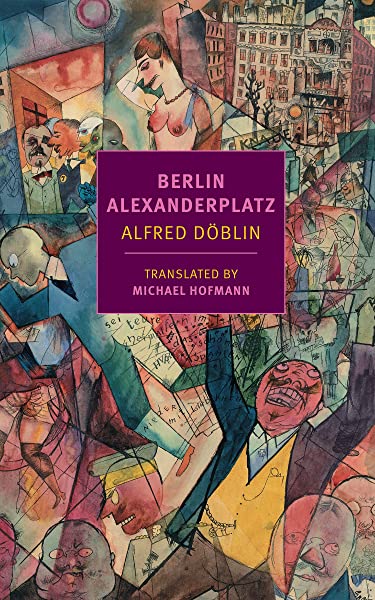 BERLIN
ALEXANDERPLATZ
ALFRED DÖBLIN
TRANSLATED BY
MICHAEL HOFMANN